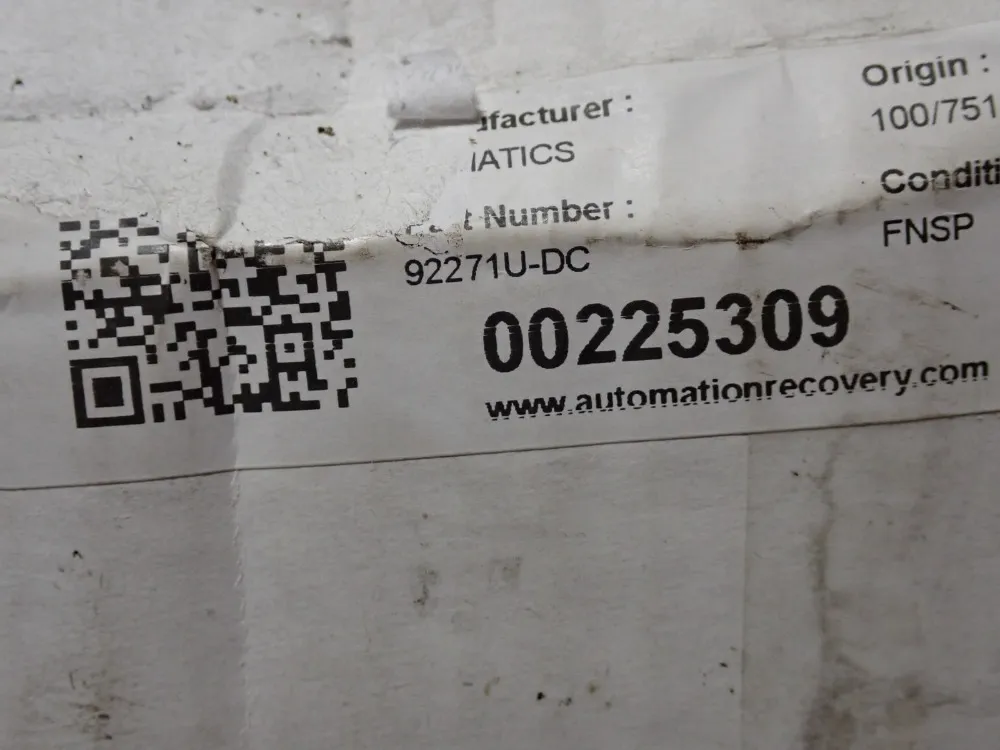 ufacturer :
IATICS
t Number :
92271U-DC
Origin :
100/751
Conditi
FNSP
00225309
www.automationrecovery.com